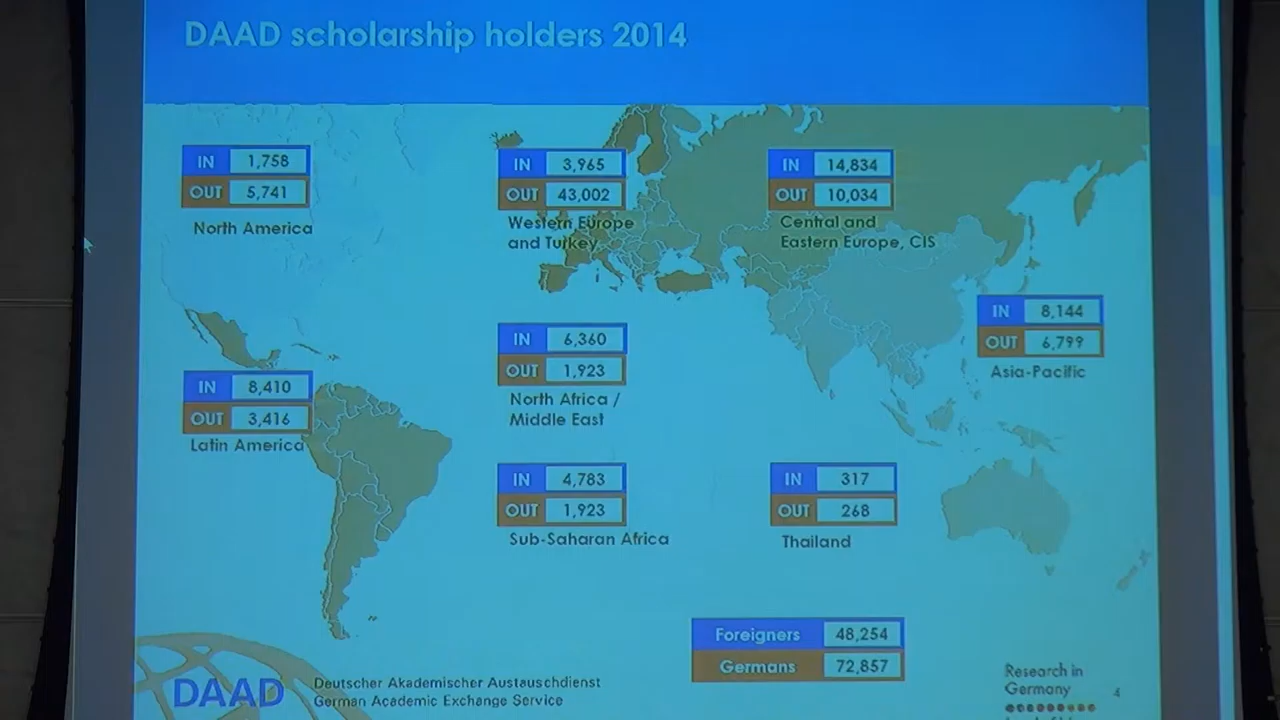 DAAD scholarship holders 2014
IN 1,758
OUT 5,741
North America
IN 3,965
OUT 43,002
Western Europe
and Turkey
IN 14,834
OUT 10,034
Central and
Eastern Europe, CIS
IN 8,144
OUT 6,799
Asia-Pacific
IN 6,360
OUT 1,923
North Africa /
Middle East
IN 8,410
OUT 3,416
Latin America
IN 4,783
OUT 1,923
Sub-Saharan Africa
IN 317
OUT 268
Thailand
Foreigners 48,254
Germans 72,857
DAAD
Deutscher Akademischer Austauschdienst
German Academic Exchange Service
Research in
Germany
4